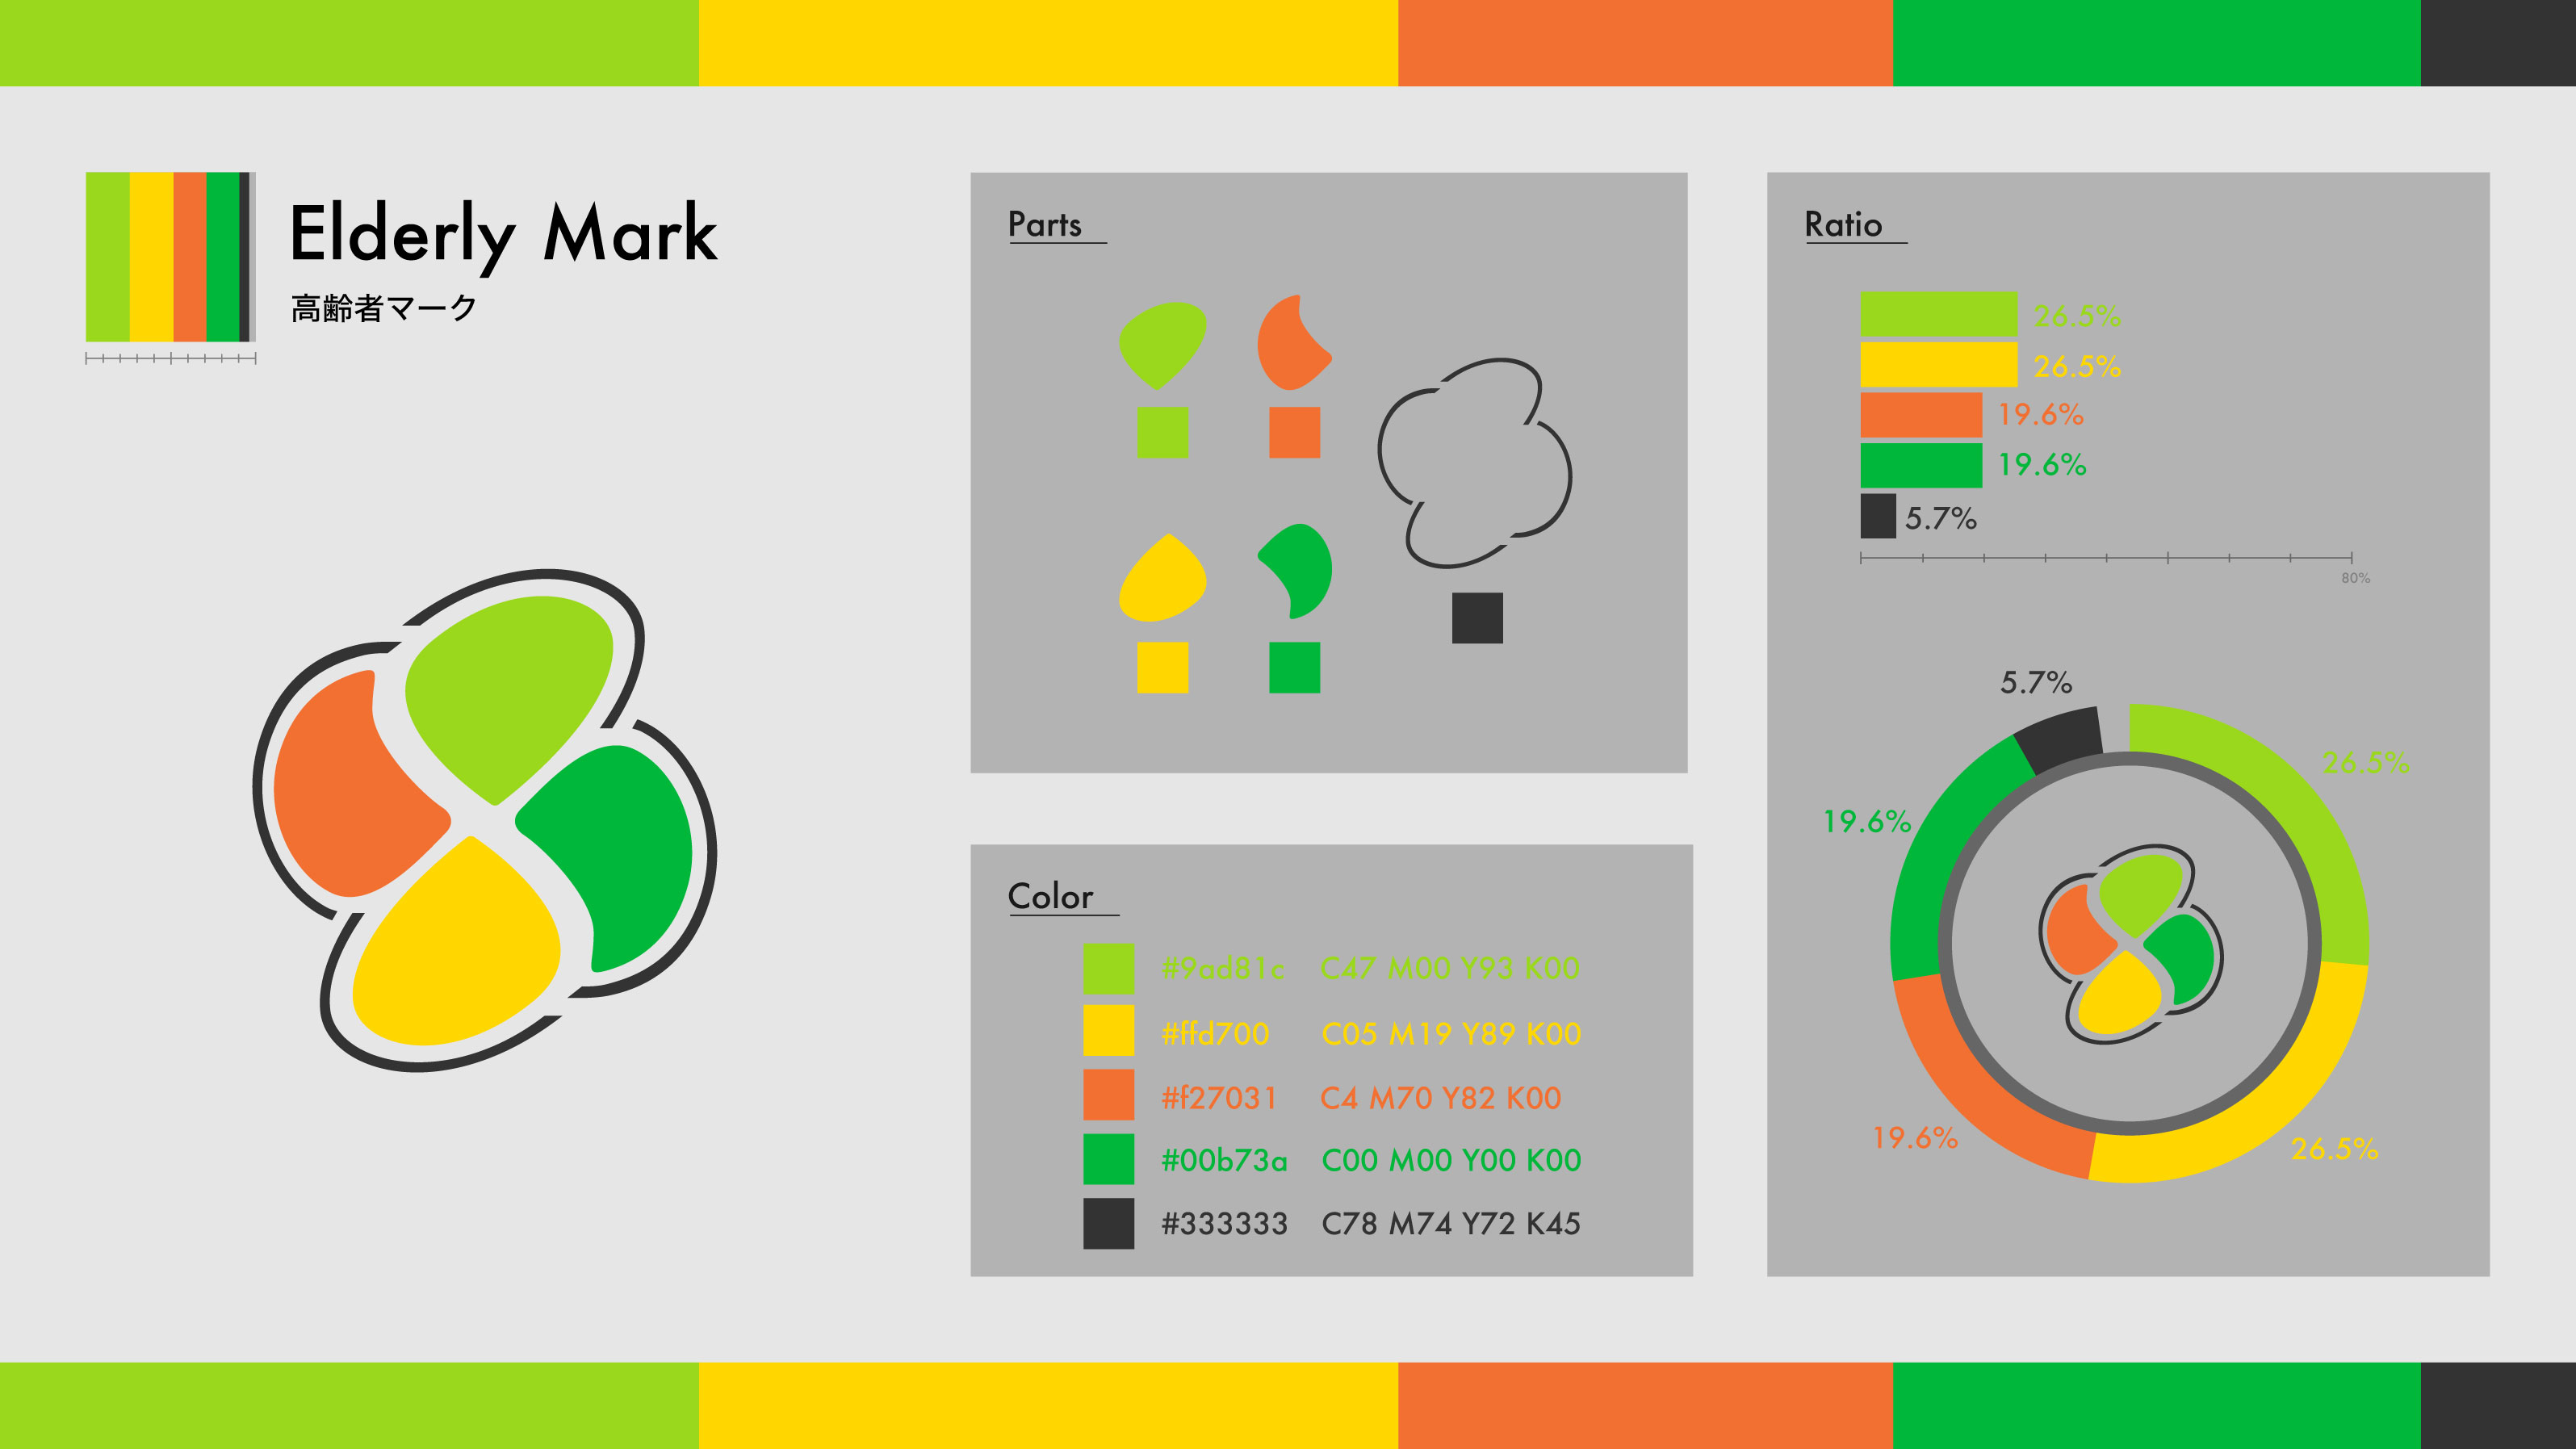 Elderly Mark
高齢者マーク
Parts
Color
#9ad81c C47 M00 Y93 K00
#ffd700 C05 M19 Y89 K00
#f27031 C4 M70 Y82 K00
#00b73a C00 M00 Y00 K00
#333333 C78 M74 Y72 K45
Ratio
26.5%
26.5%
19.6%
19.6%
5.7%
80%
5.7%
26.5%
19.6%
19.6%
26.5%